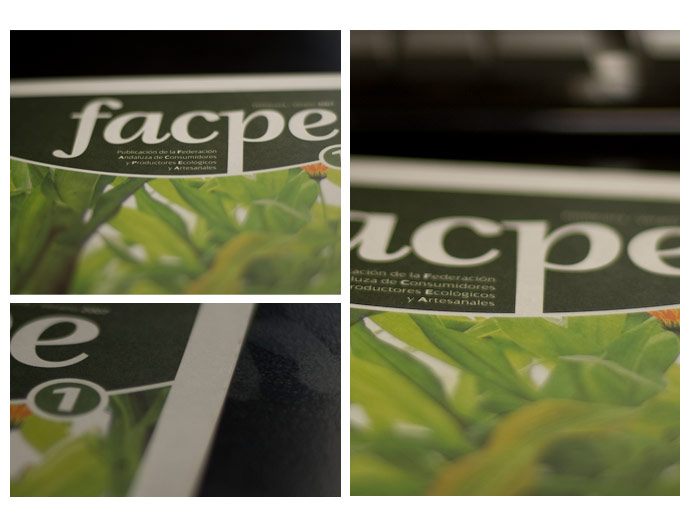 facpe
Publicación de la Federación
Andaluza de Consumidores
y Productores Ecológicos
y Artesanales
1
acpe
ación de la Federación
luza de Consumidores
roductores Ecológicos
y Artesanales
e
1